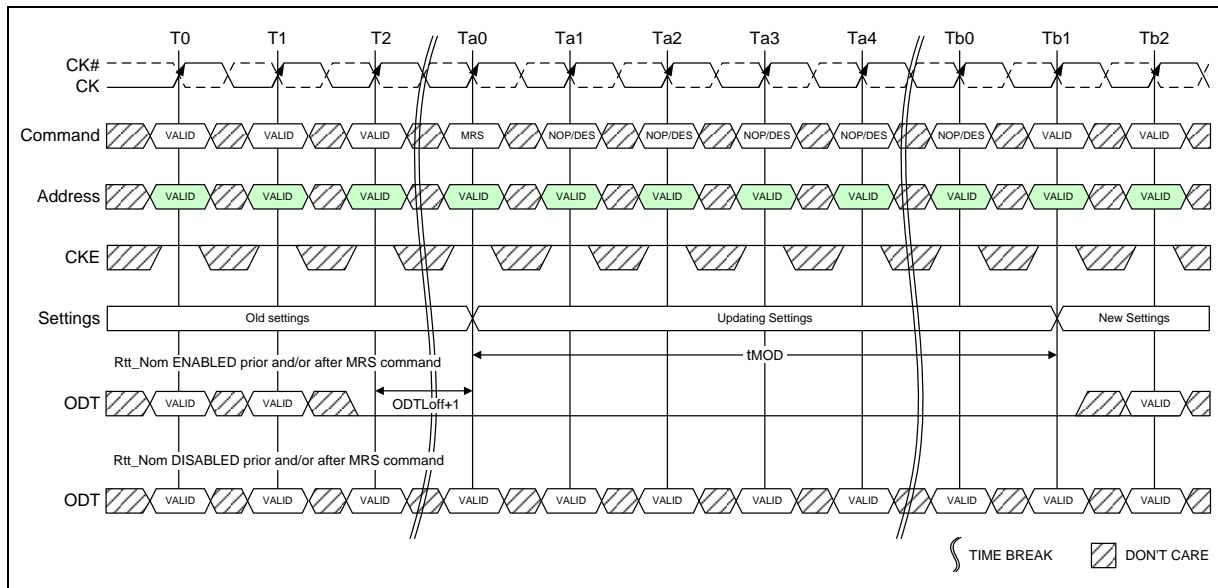 T0 T1 T2 Ta0 Ta1 Ta2 Ta3 Ta4 Tb0 Tb1 Tb2
CK#
CK
Command VALID VALID VALID MRS NOP/DES NOP/DES NOP/DES NOP/DES NOP/DES VALID VALID
Address VALID VALID VALID VALID VALID VALID VALID VALID VALID VALID VALID
CKE
Settings Old settings Updating Settings New Settings
tMOD
Rtt_Nom ENABLED prior and/or after MRS command
ODTLoff+1
ODT VALID VALID VALID
Rtt_Nom DISABLED prior and/or after MRS command
ODT VALID VALID VALID VALID VALID VALID VALID VALID VALID VALID VALID
TIME BREAK DON'T CARE